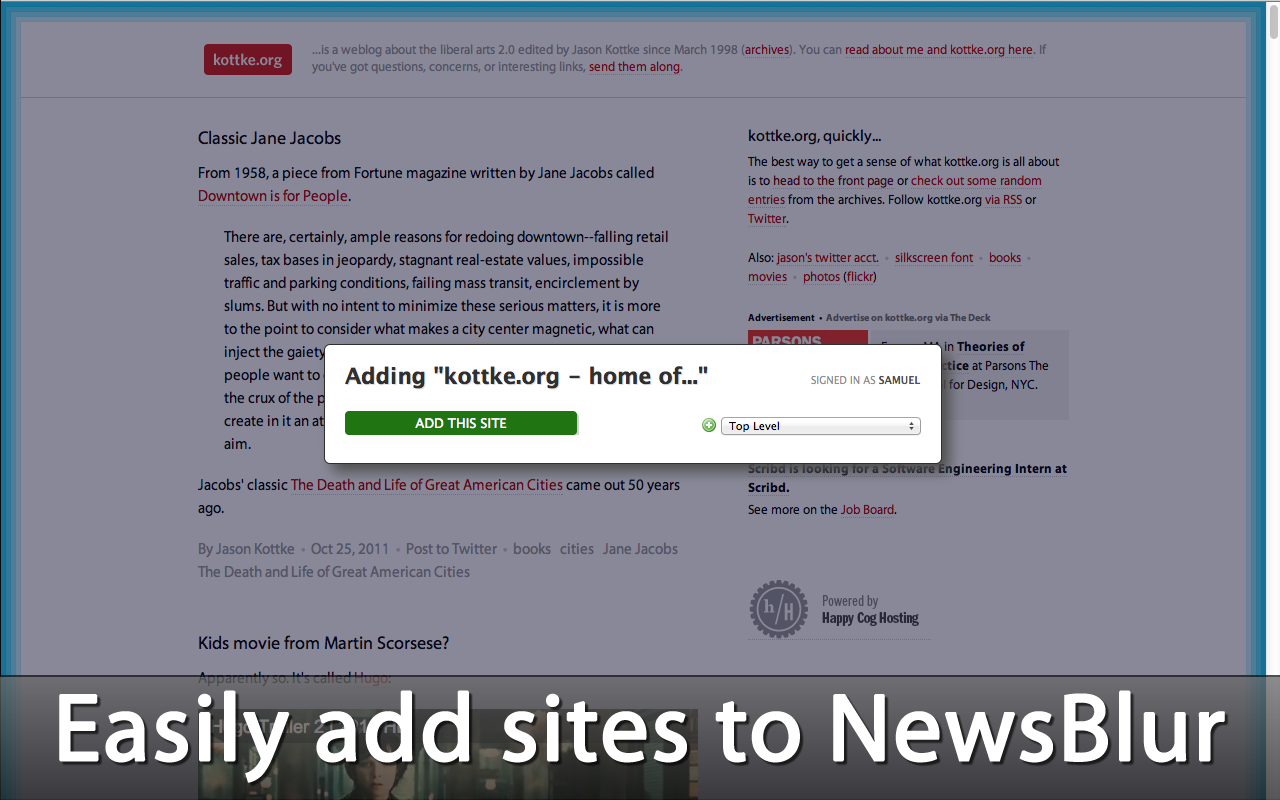 kottke.org
...is a weblog about the liberal arts 2.0 edited by Jason Kottke since March 1998 (archives). You can read about me and kottke.org here. If
you've got questions, concerns, or interesting links, send them along.
Classic Jane Jacobs
From 1958, a piece from Fortune magazine written by Jane Jacobs called
Downtown is for People.
There are, certainly, ample reasons for redoing downtown--falling retail
sales, tax bases in jeopardy, stagnant real-estate values, impossible
traffic and parking conditions, failing mass transit, encirclement by
slums. But with no intent to minimize these serious matters, it is more
to the point to consider what makes a city center magnetic, what can
inject the gaiety
people want to
the crux of the
create in it an
aim.
Jacobs' classic The Death and Life of Great American Cities came out 50 years
ago.
By Jason Kottke • Oct 25, 2011 • Post to Twitter • books cities Jane Jacobs
The Death and Life of Great American Cities
Kids movie from Martin Scorsese?
Apparently so. It's called Hugo:
kottke.org, quickly...
The best way to get a sense of what kottke.org is all about
is to head to the front page or check out some random
entries from the archives. Follow kottke.org via RSS or
Twitter.
Also: jason's twitter acct. • silkscreen font • books •
movies • photos (flickr)
Advertisement • Advertise on kottke.org via The Deck
PARSONS
in Theories of
at Parsons The
for Design, NYC.
Scribd is looking for a Software Engineering Intern at
Scribd.
See more on the Job Board.
h/H
Powered by
Happy Cog Hosting
Adding "kottke.org – home of..."
SIGNED IN AS SAMUEL
ADD THIS SITE
Top Level
Easily add sites to NewsBlur